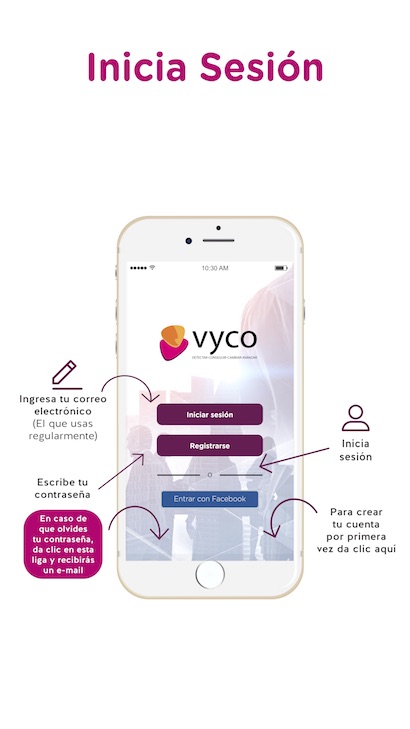 Inicia Sesión
10:30 AM
vyco
DETECTAR CONSEGUIR CAMBIAR MANEJAR
Iniciar sesión
Registrarse
o
Entrar con Facebook
Ingresa tu correo
electrónico
(El que usas
regularmente)
Escribe tu
contraseña
En caso de
que olvides
tu contraseña,
da clic en esta
liga y recibirás
un e-mail
Inicia
sesión
Para crear
tu cuenta
por primera
vez da clic aquí